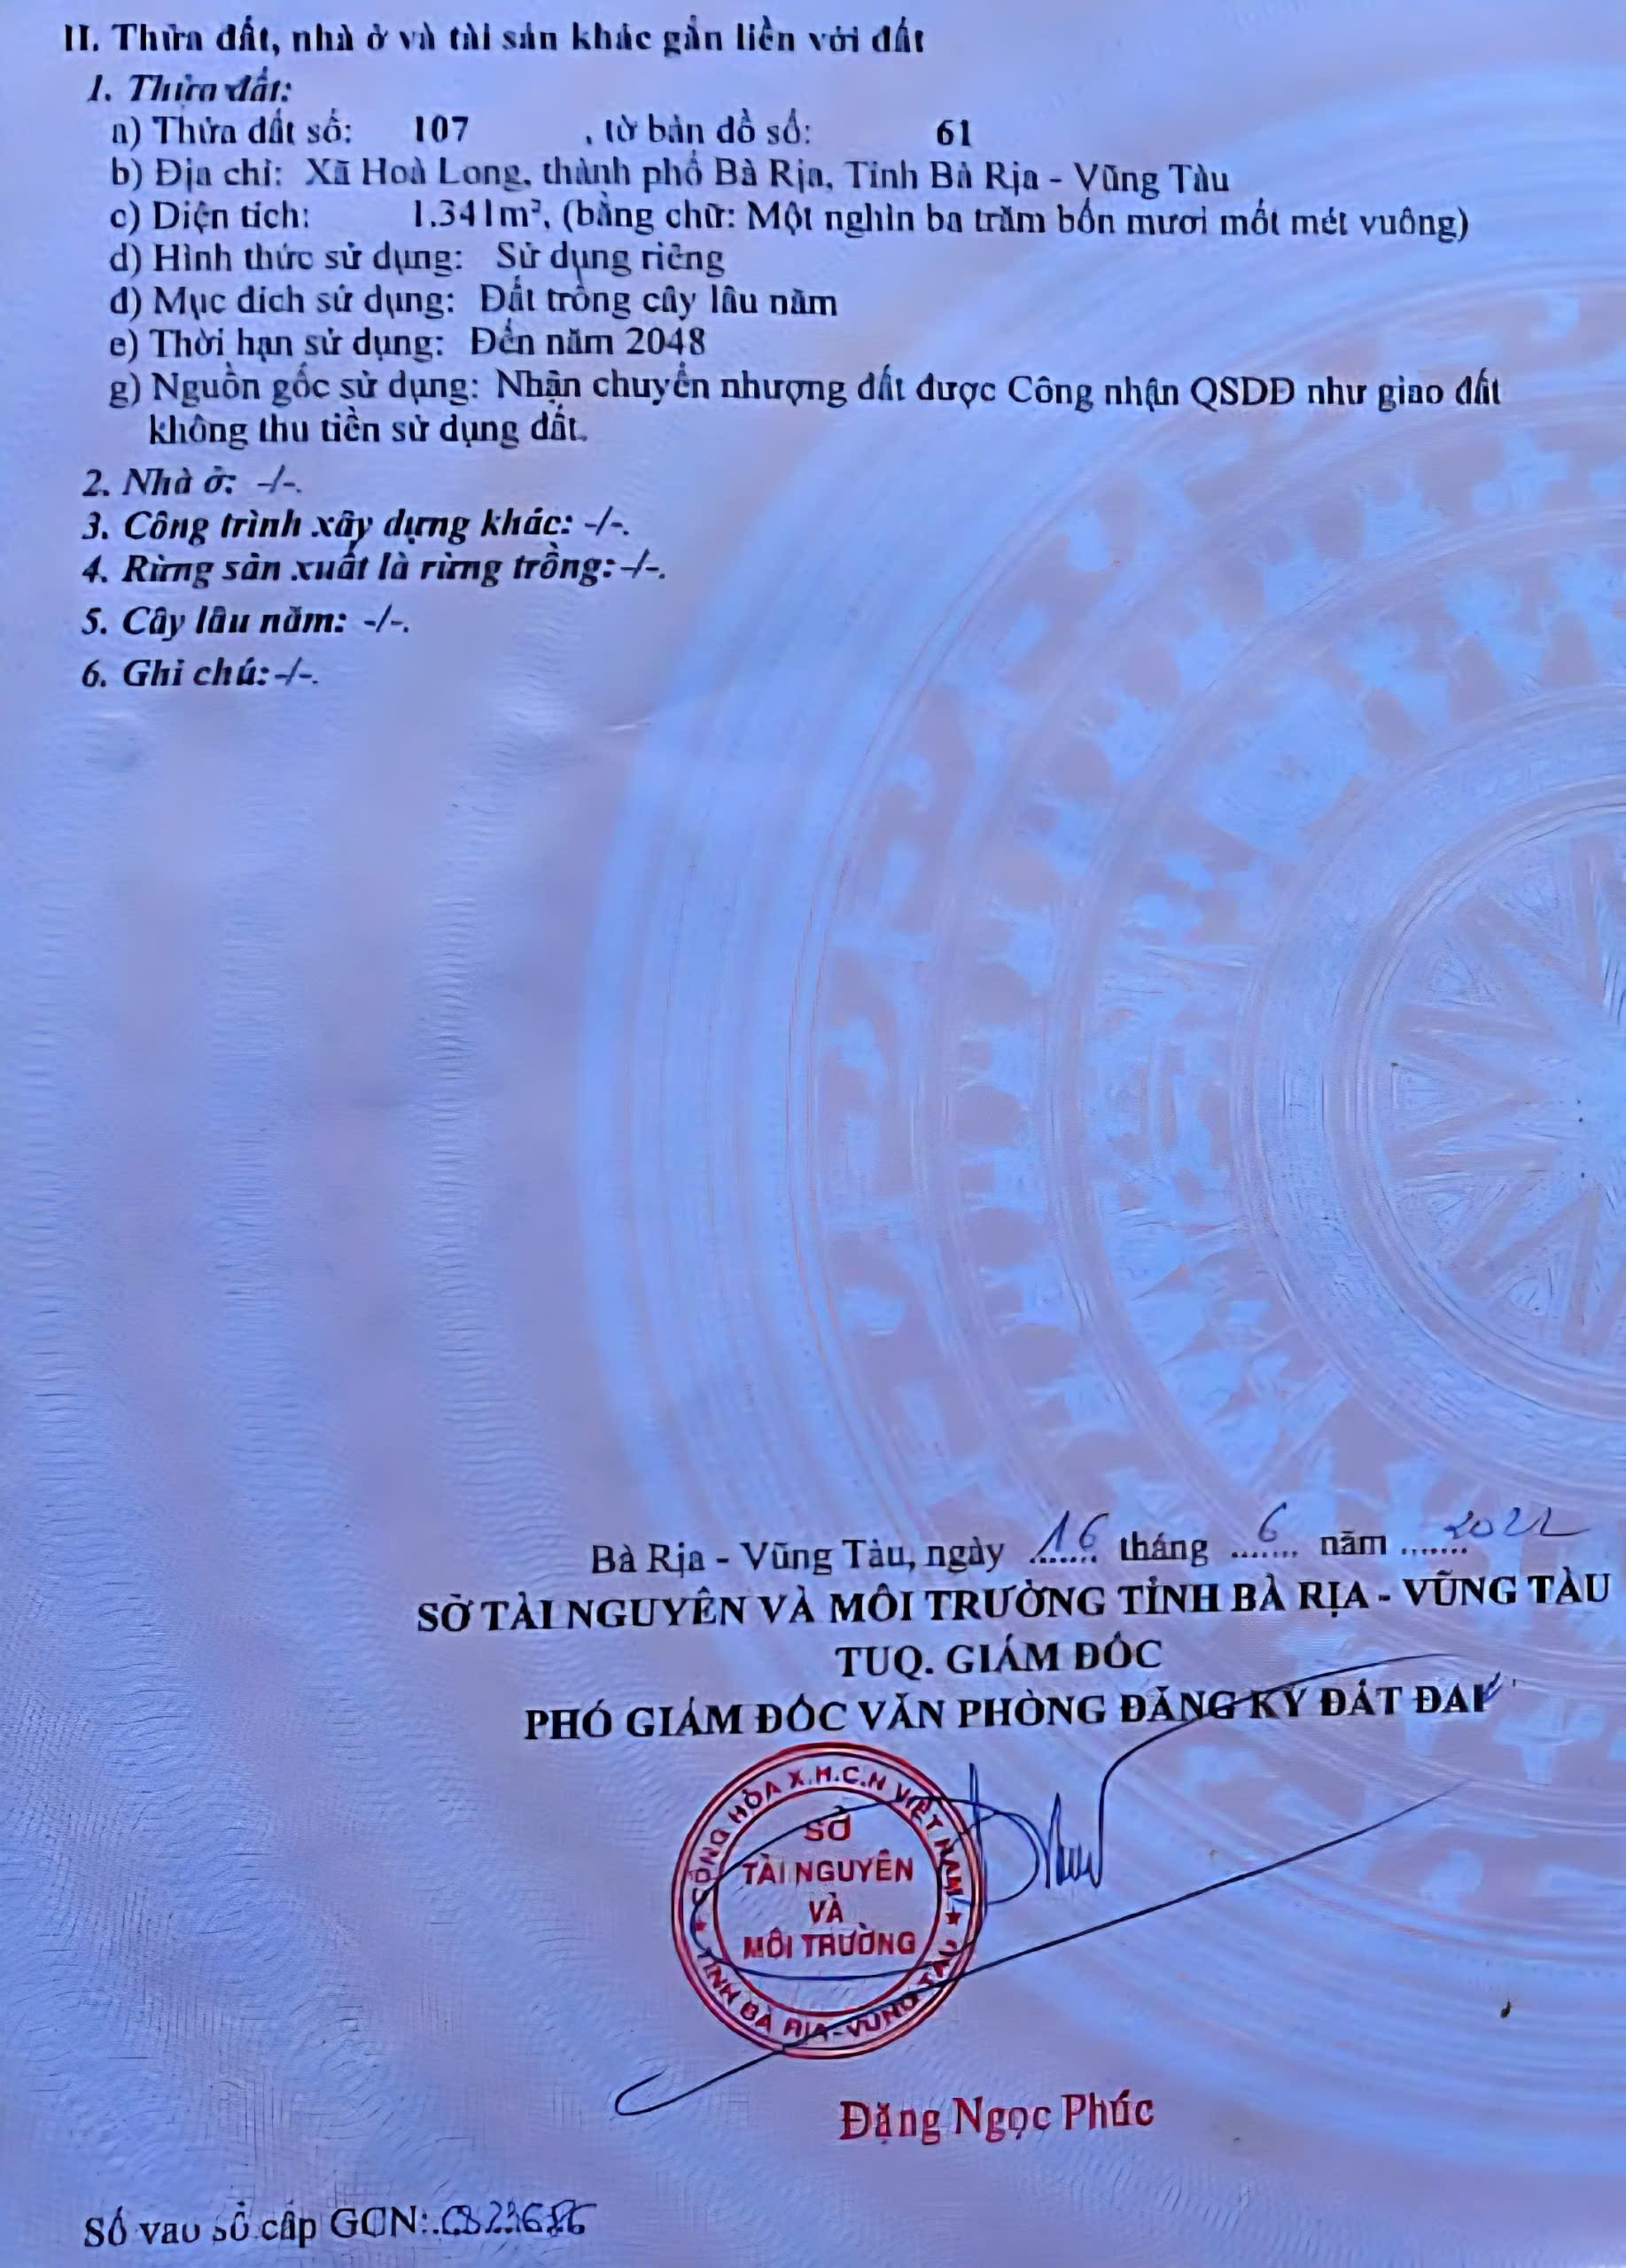 II. Thửa đất, nhà ở và tài sản khác gắn liền với đất
1. Thửa đất:
a) Thửa đất số: 107 , tờ bản đồ số: 61
b) Địa chỉ: Xã Hoà Long, thành phố Bà Rịa, Tỉnh Bà Rịa - Vũng Tàu
c) Diện tích: 1.341m², (bằng chữ: Một nghìn ba trăm bốn mươi mốt mét vuông)
d) Hình thức sử dụng: Sử dụng riêng
đ) Mục đích sử dụng: Đất trồng cây lâu năm
e) Thời hạn sử dụng: Đến năm 2048
g) Nguồn gốc sử dụng: Nhận chuyển nhượng đất được Công nhận QSDĐ như giao đất
không thu tiền sử dụng đất.
2. Nhà ở: -/-.
3. Công trình xây dựng khác: -/-.
4. Rừng sản xuất là rừng trồng: -/-.
5. Cây lâu năm: -/-.
6. Ghi chú: -/-.
Bà Rịa - Vũng Tàu, ngày 16 tháng 6 năm 2022
SỞ TÀI NGUYÊN VÀ MÔI TRƯỜNG TỈNH BÀ RỊA - VŨNG TÀU
TUQ. GIÁM ĐỐC
PHÓ GIÁM ĐỐC VĂN PHÒNG ĐĂNG KÝ ĐẤT ĐAI
CỘNG HÒA X.H.C.N VIỆT NAM
SỞ
TÀI NGUYÊN
VÀ
MÔI TRƯỜNG
★ TỈNH BÀ RỊA-VŨNG TÀU ★
Đặng Ngọc Phúc
Số vào sổ cấp GCN: